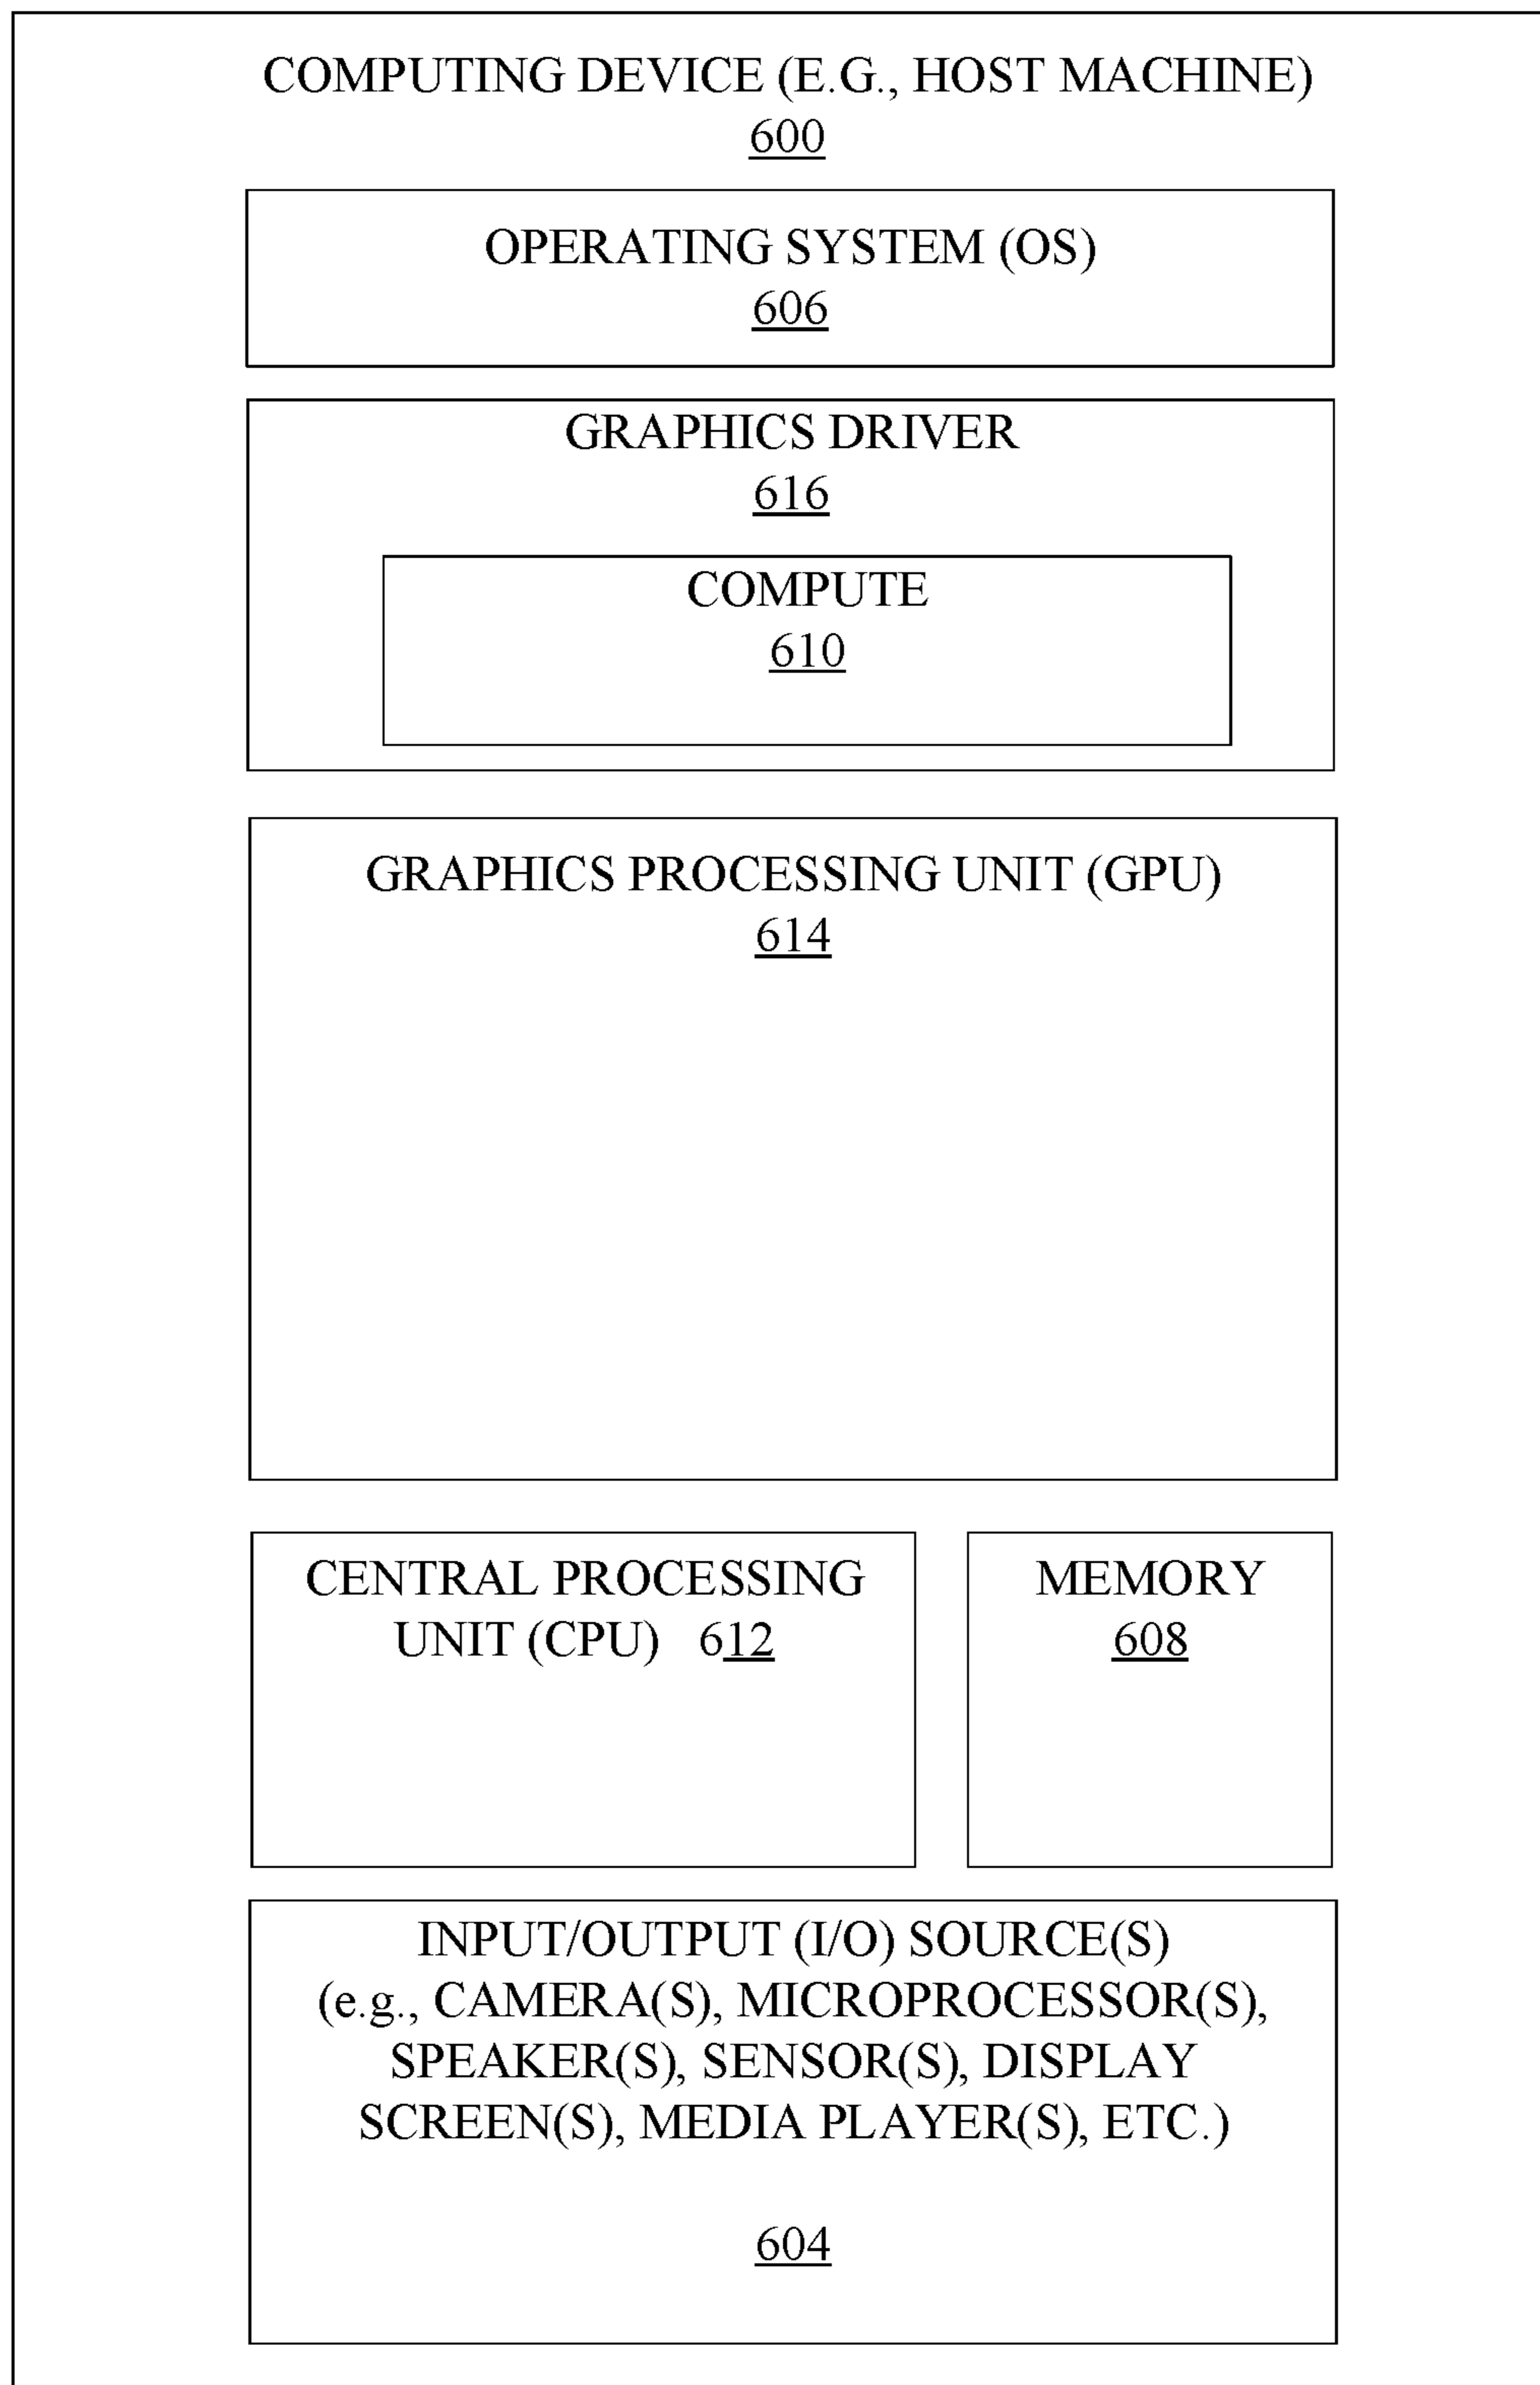 COMPUTING DEVICE (E.G., HOST MACHINE)
600
OPERATING SYSTEM (OS)
606
GRAPHICS DRIVER
616
COMPUTE
610
GRAPHICS PROCESSING UNIT (GPU)
614
CENTRAL PROCESSING
UNIT (CPU) 612
MEMORY
608
INPUT/OUTPUT (I/O) SOURCE(S)
(e.g., CAMERA(S), MICROPROCESSOR(S),
SPEAKER(S), SENSOR(S), DISPLAY
SCREEN(S), MEDIA PLAYER(S), ETC.)
604